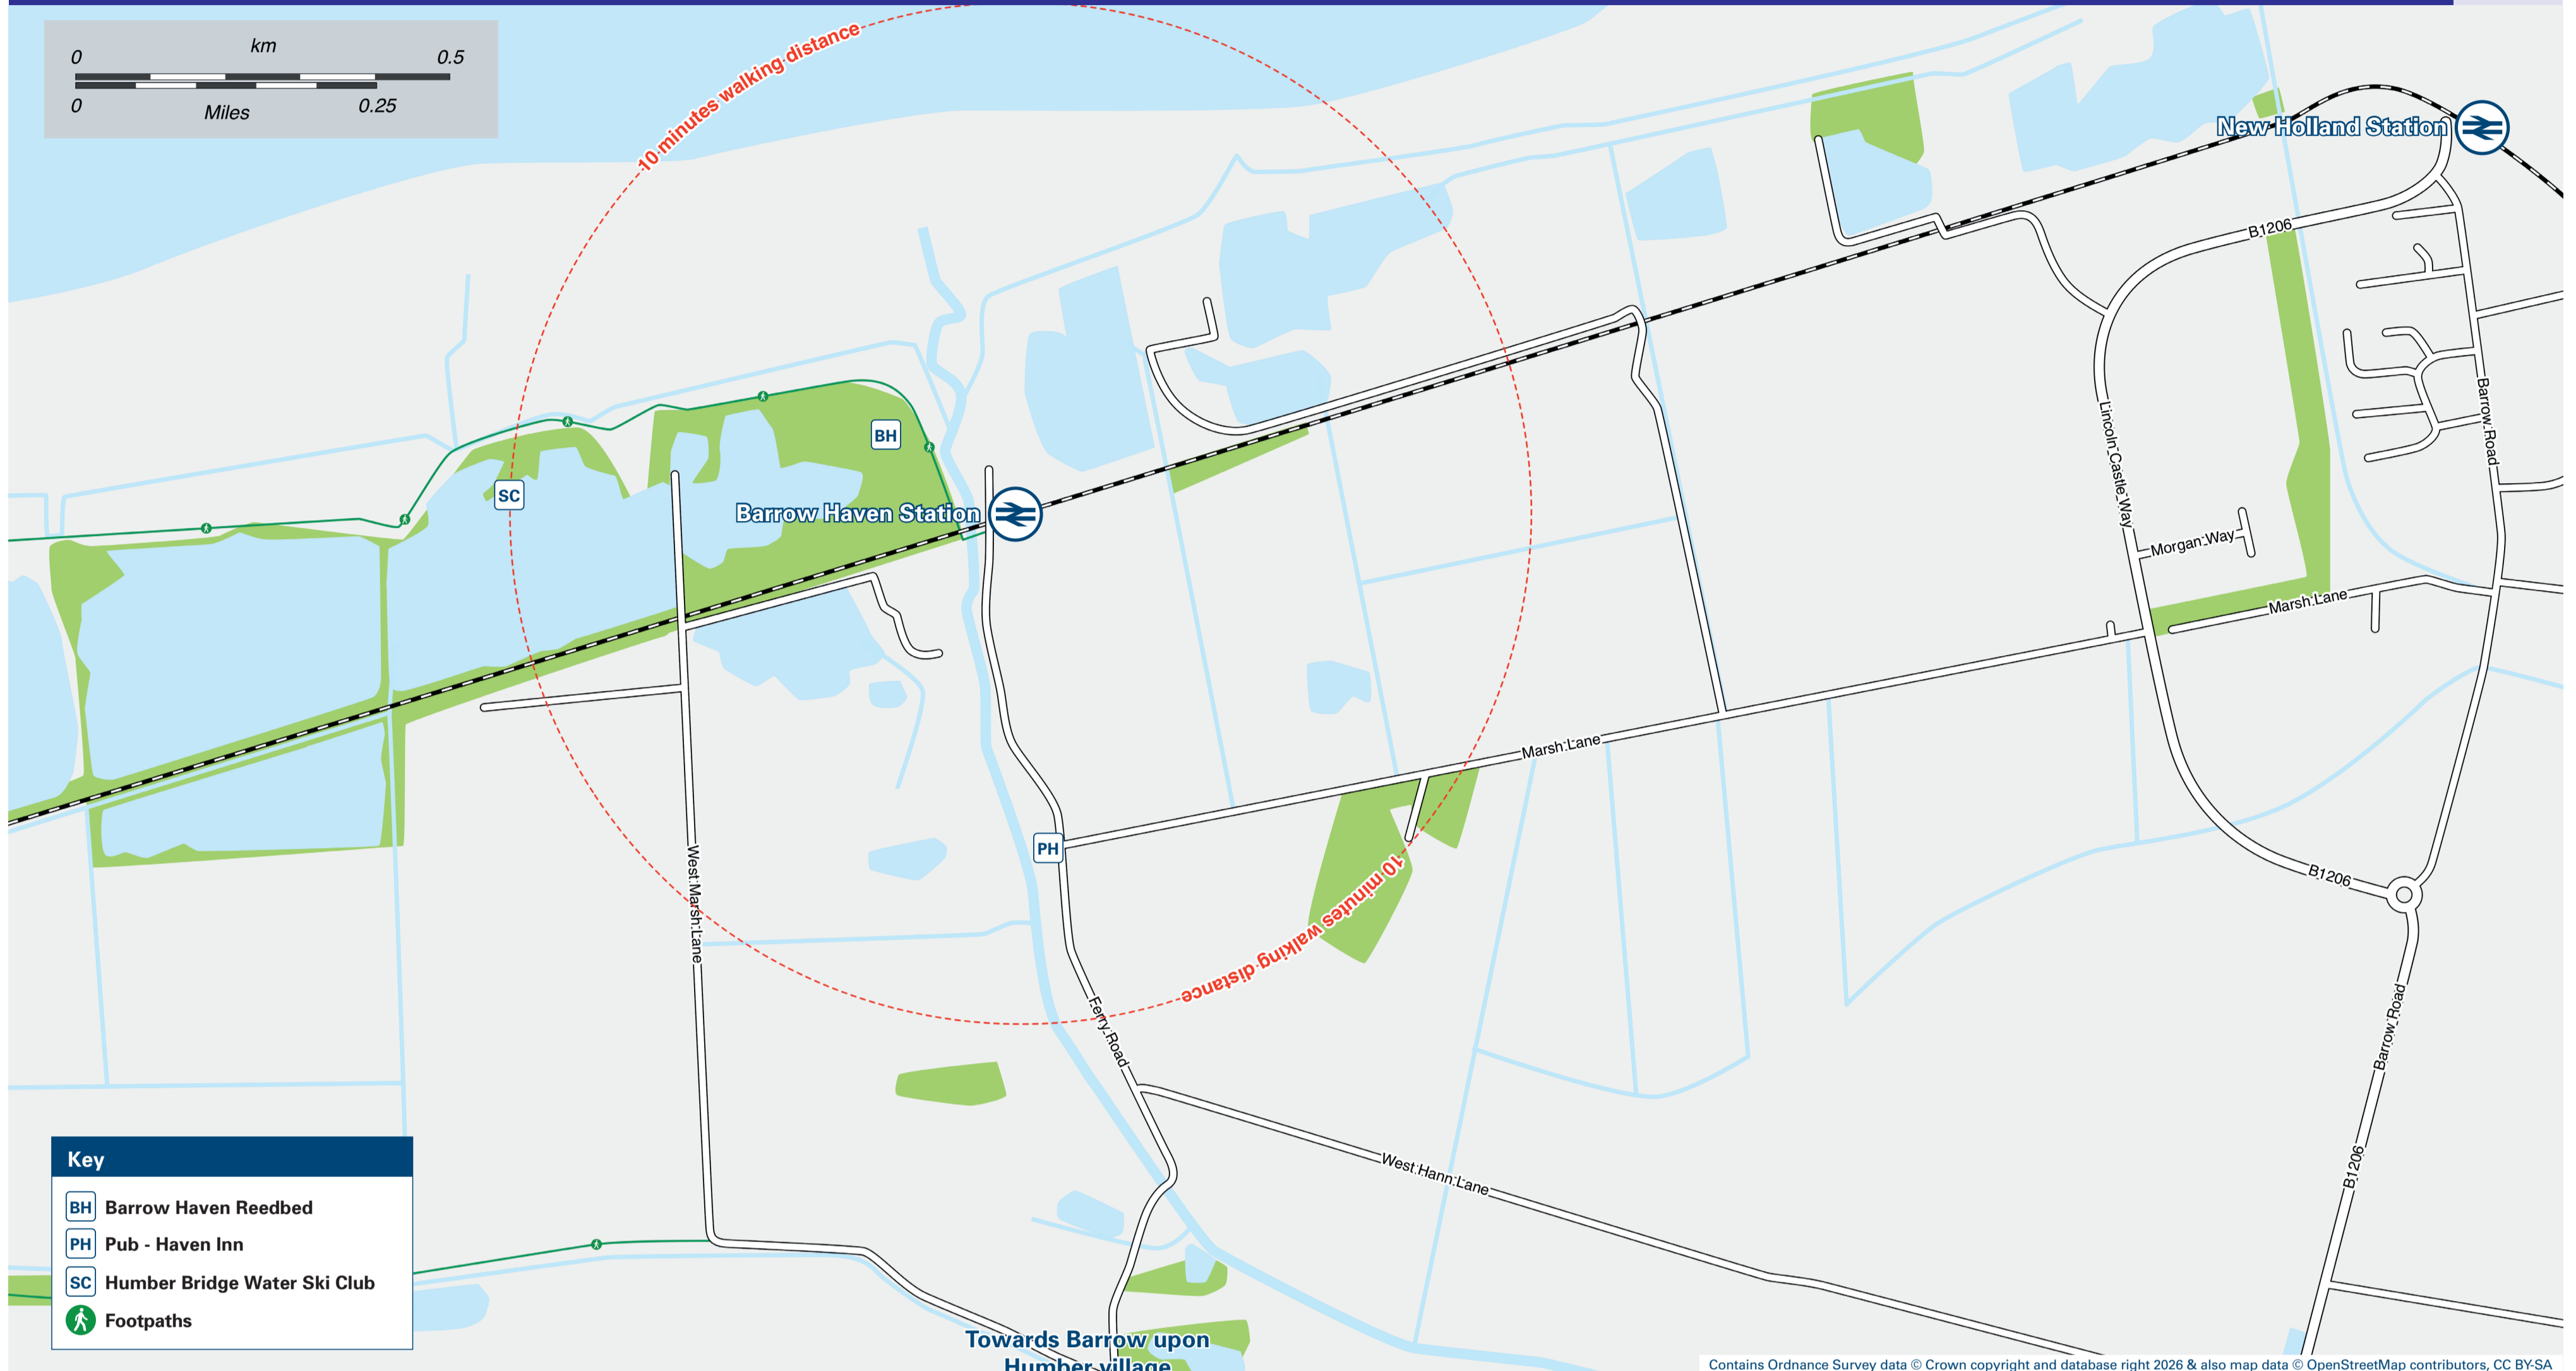 km
0
0.5
0
0.25
Miles
10 minutes walking distance
New Holland Station
B1206
BH
SC
Barrow Haven Station
Lincoln Castle Way
Barrow Road
Morgan Way
Marsh Lane
Marsh Lane
PH
West Marsh Lane
10 minutes walking distance
B1206
Ferry Road
Barrow Road
West Hann Lane
B1206
Key
BH Barrow Haven Reedbed
PH Pub - Haven Inn
SC Humber Bridge Water Ski Club
Footpaths
Towards Barrow upon
Humber village
Contains Ordnance Survey data © Crown copyright and database right 2026 & also map data © OpenStreetMap contributors, CC BY-SA